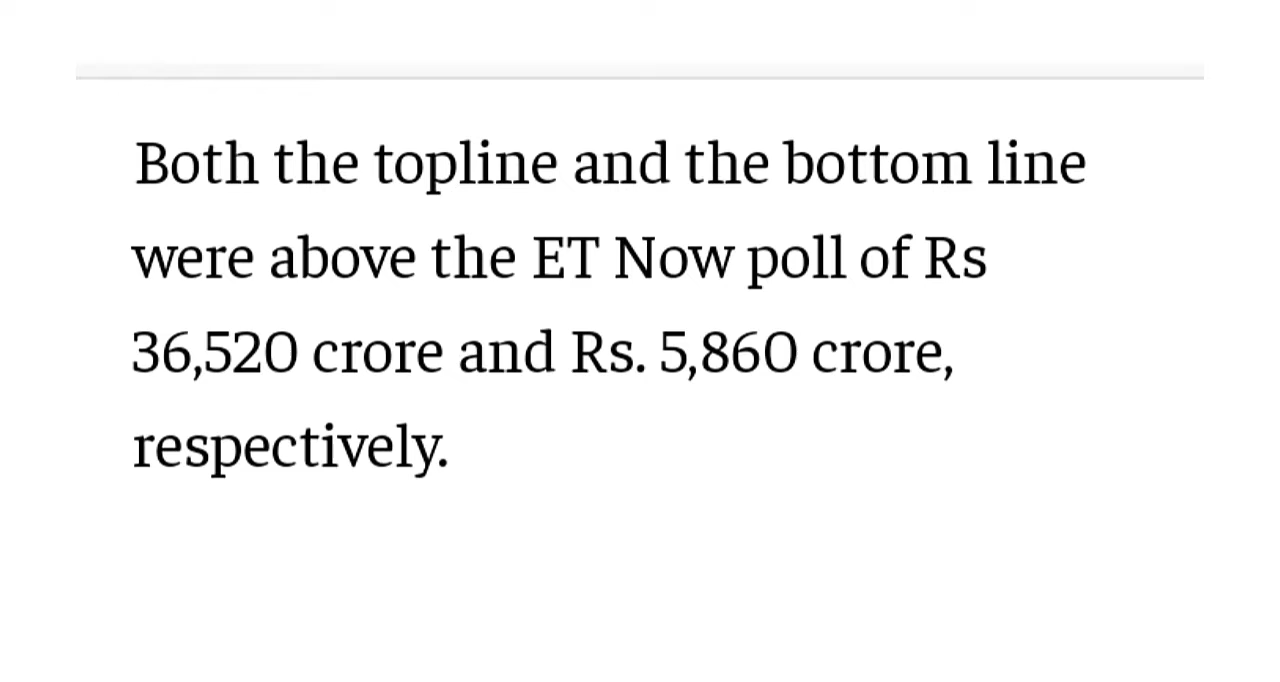 Both the topline and the bottom line
were above the ET Now poll of Rs
36,520 crore and Rs. 5,860 crore,
respectively.